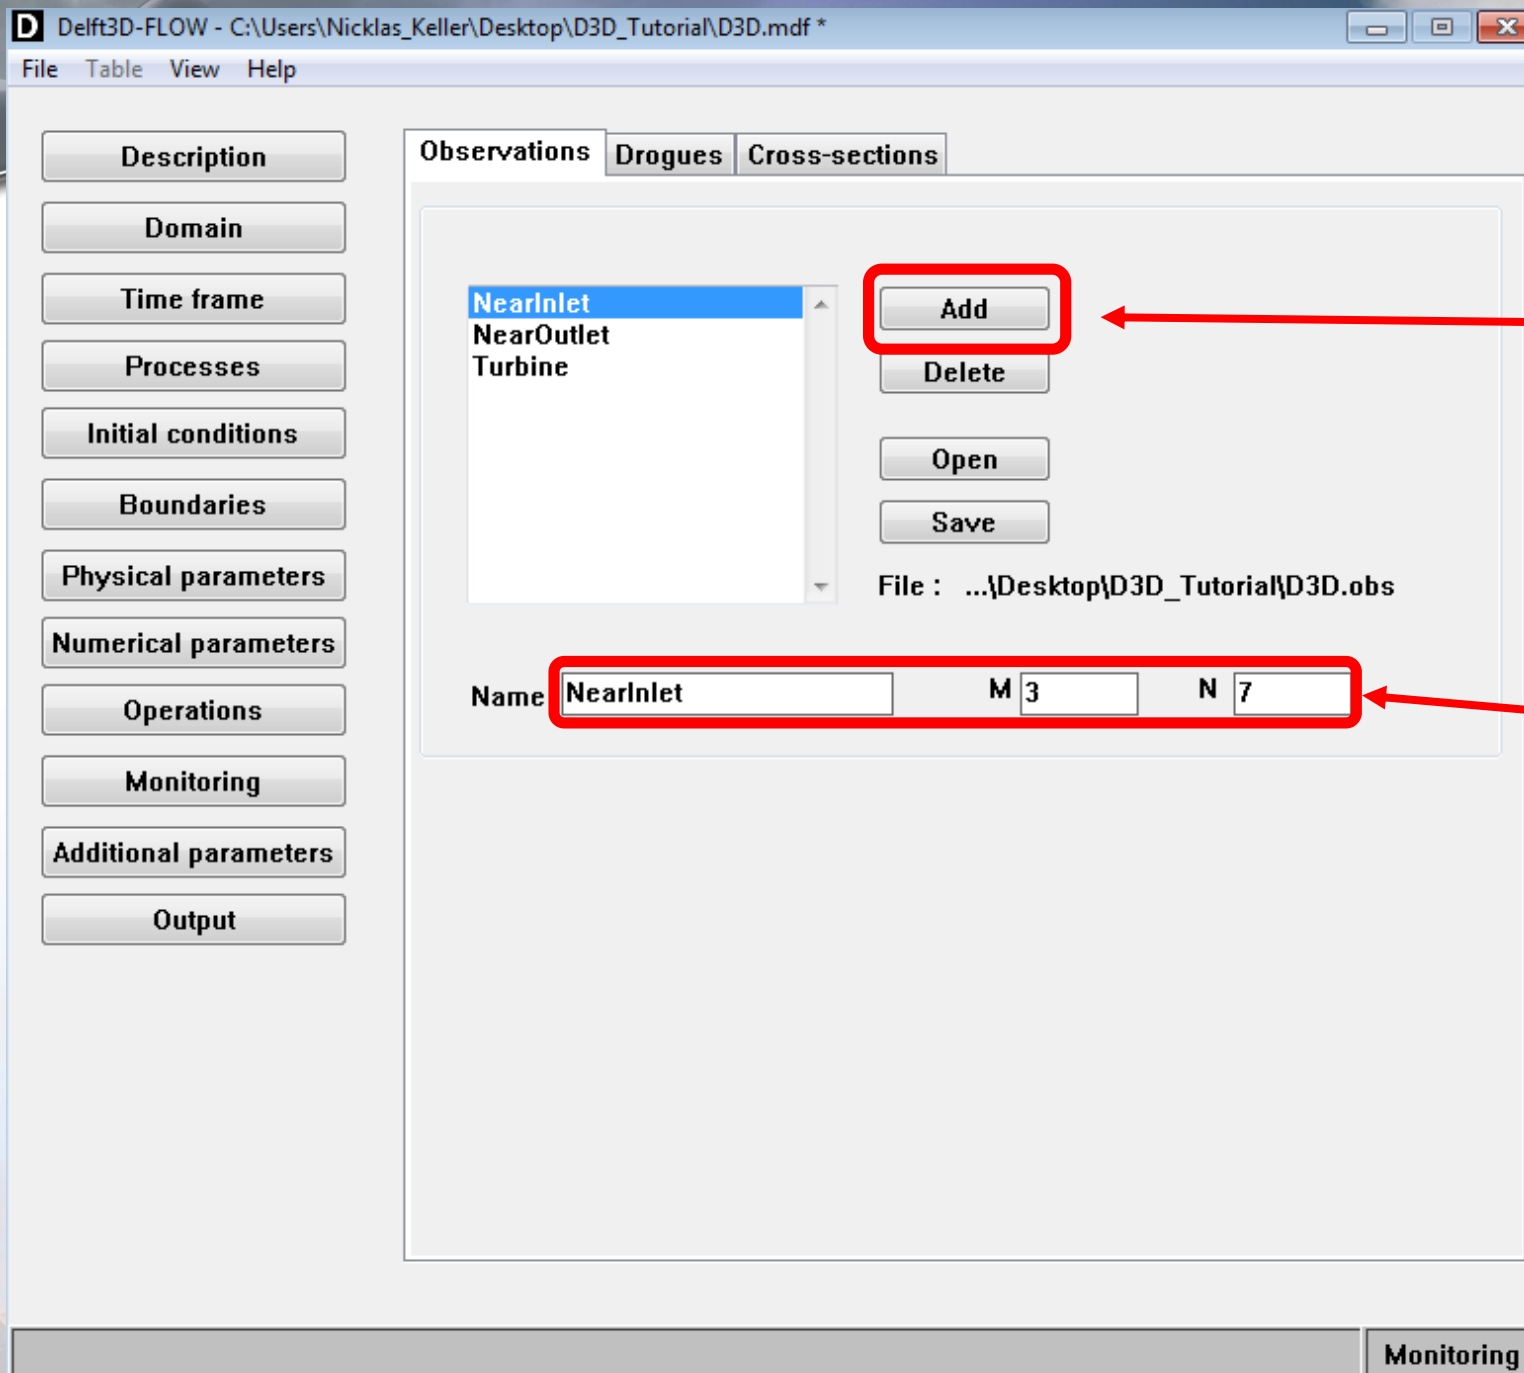 D Delft3D-FLOW - C:\Users\Nicklas_Keller\Desktop\D3D_Tutorial\D3D.mdf *
File Table View Help
Description
Domain
Time frame
Processes
Initial conditions
Boundaries
Physical parameters
Numerical parameters
Operations
Monitoring
Additional parameters
Output
Observations Drogues Cross-sections
NearInlet
NearOutlet
Turbine
Add
Delete
Open
Save
File : ...\Desktop\D3D_Tutorial\D3D.obs
Name NearInlet M 3 N 7
Monitoring